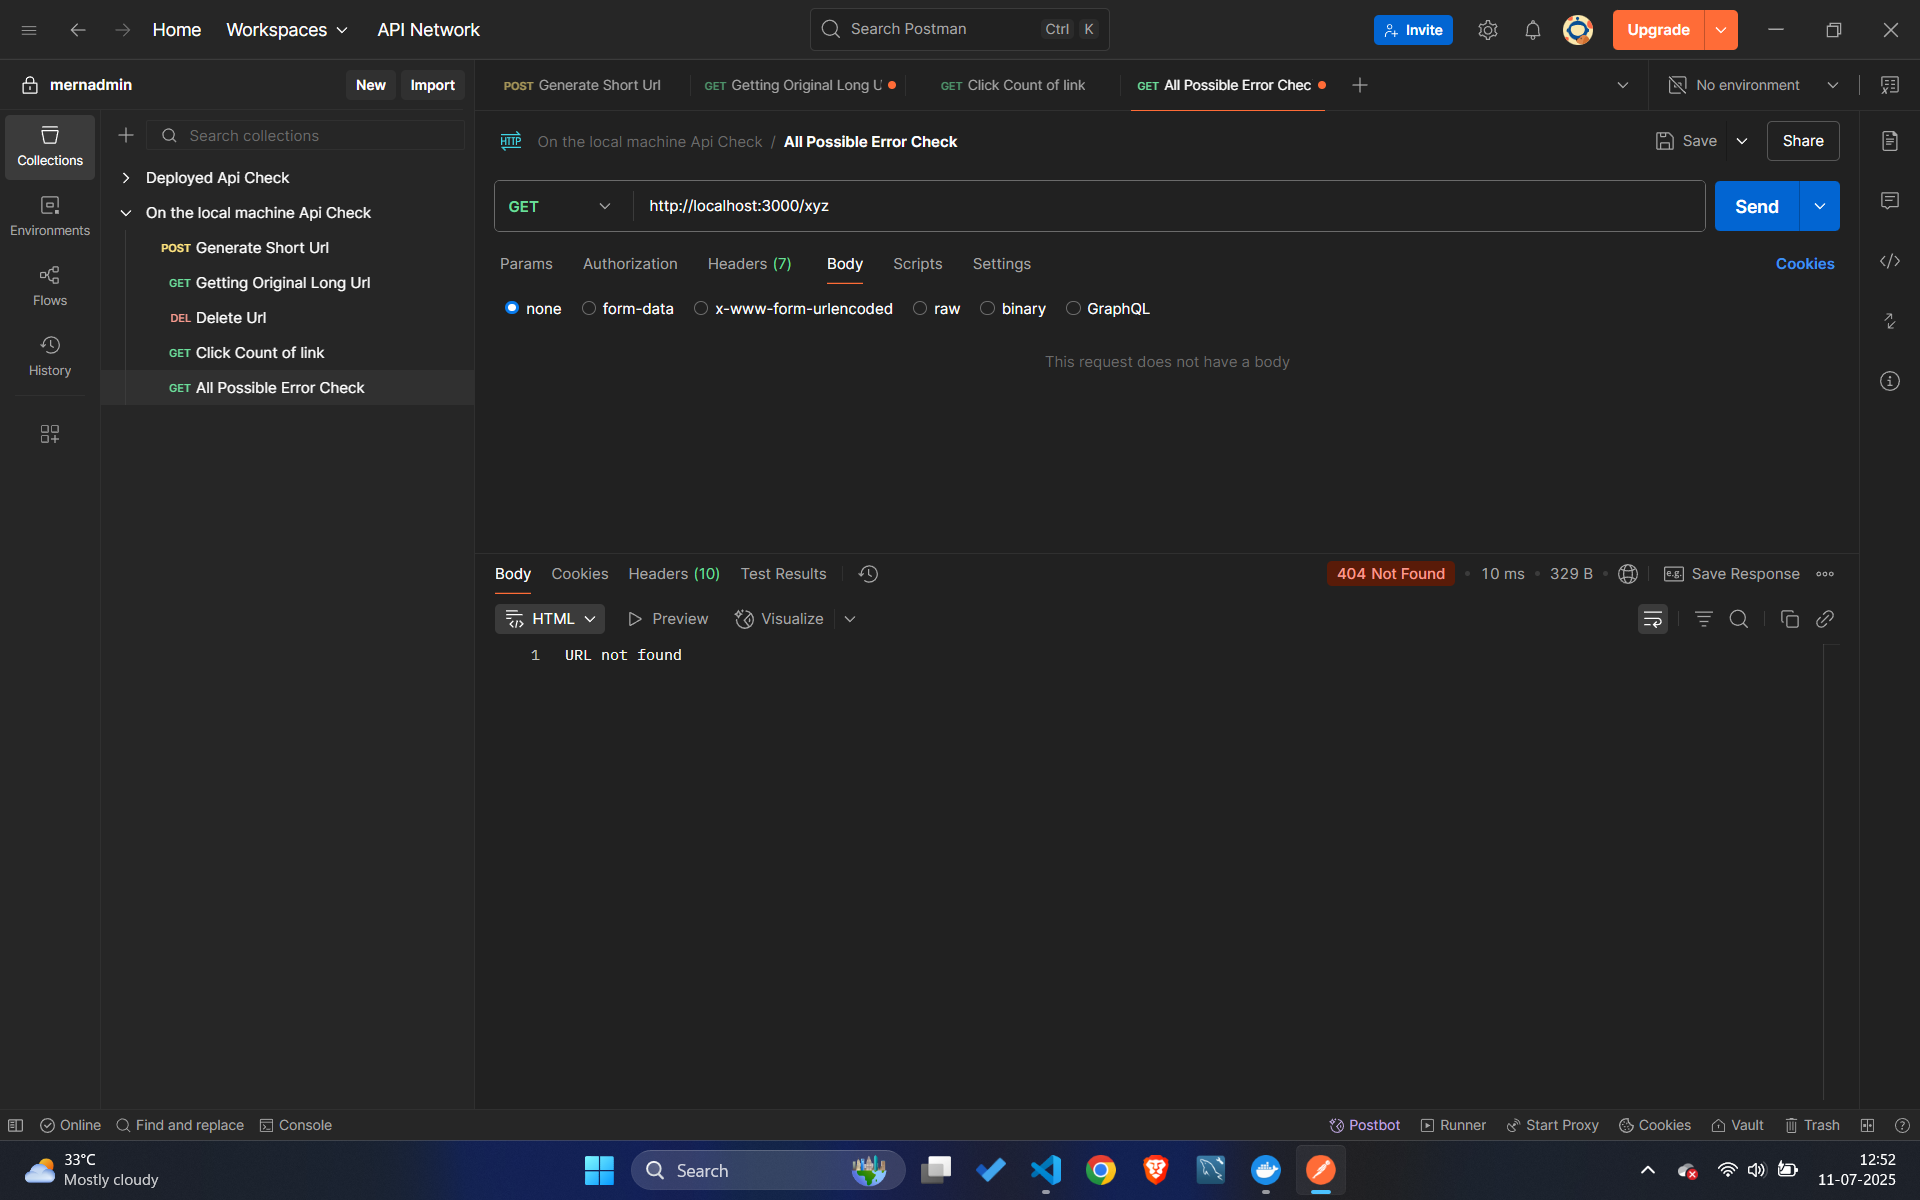 Home Workspaces API Network
Search Postman Ctrl K
Invite Upgrade
mernadmin New Import
POST Generate Short Url
GET Getting Original Long U
GET Click Count of link
GET All Possible Error Chec
No environment
Collections
Environments
Flows
History
Search collections
Deployed Api Check
On the local machine Api Check
POST Generate Short Url
GET Getting Original Long Url
DEL Delete Url
GET Click Count of link
GET All Possible Error Check
HTTP On the local machine Api Check / All Possible Error Check
Save Share
GET http://localhost:3000/xyz Send
Params Authorization Headers (7) Body Scripts Settings Cookies
none form-data x-www-form-urlencoded raw binary GraphQL
This request does not have a body
Body Cookies Headers (10) Test Results
404 Not Found • 10 ms • 329 B • e.g. Save Response
HTML Preview Visualize
1 URL not found
Online Find and replace Console
Postbot Runner Start Proxy Cookies Vault Trash
33°C
Mostly cloudy
Search
12:52
11-07-2025